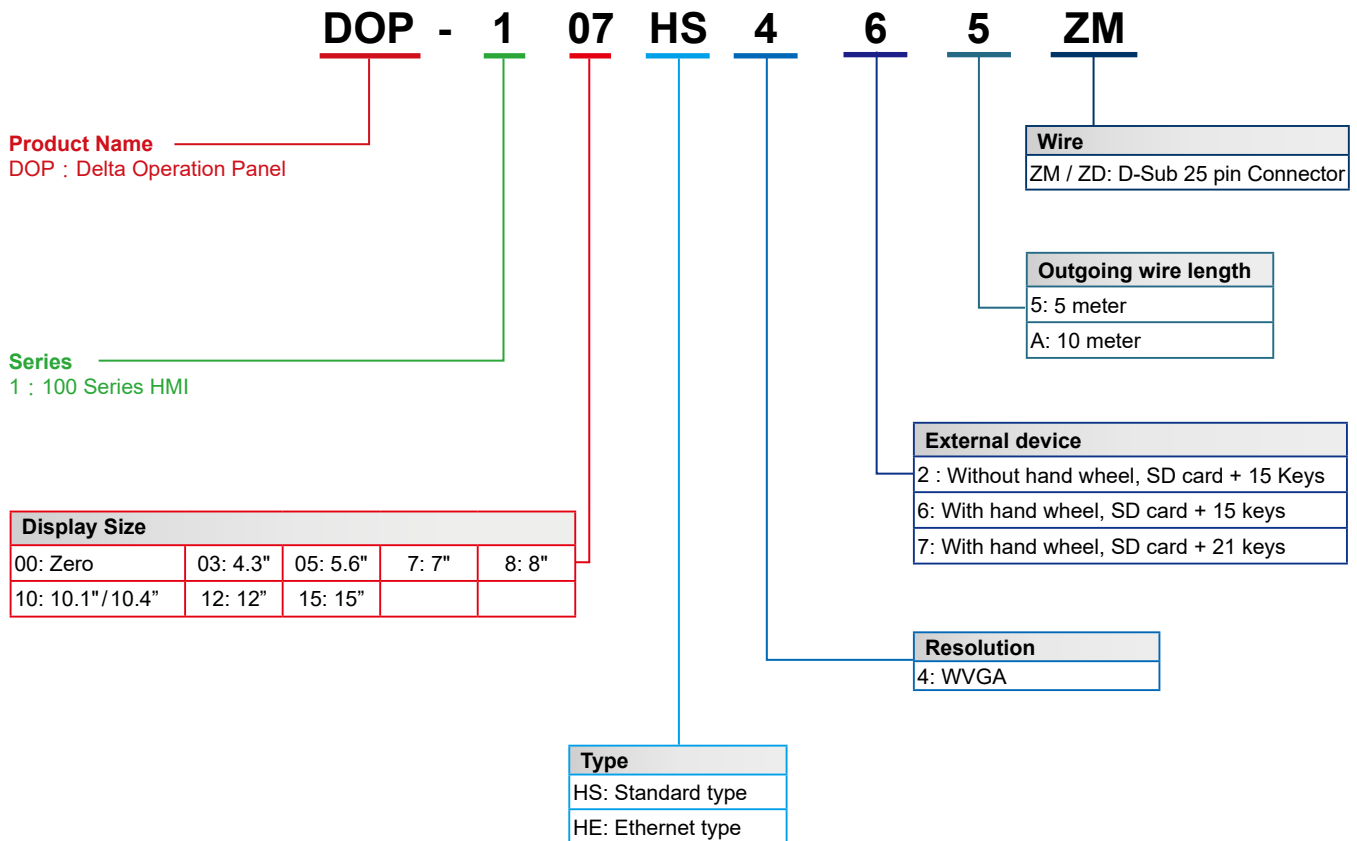 DOP - 1 07 HS 4 6 5 ZM
Product Name
DOP : Delta Operation Panel
Wire
ZM / ZD: D-Sub 25 pin Connector
Outgoing wire length
5: 5 meter
A: 10 meter
Series
1 : 100 Series HMI
External device
2 : Without hand wheel, SD card + 15 Keys
6: With hand wheel, SD card + 15 keys
7: With hand wheel, SD card + 21 keys
Display Size
00: Zero 03: 4.3" 05: 5.6" 7: 7" 8: 8"
10: 10.1"/10.4” 12: 12” 15: 15”
Resolution
4: WVGA
Type
HS: Standard type
HE: Ethernet type